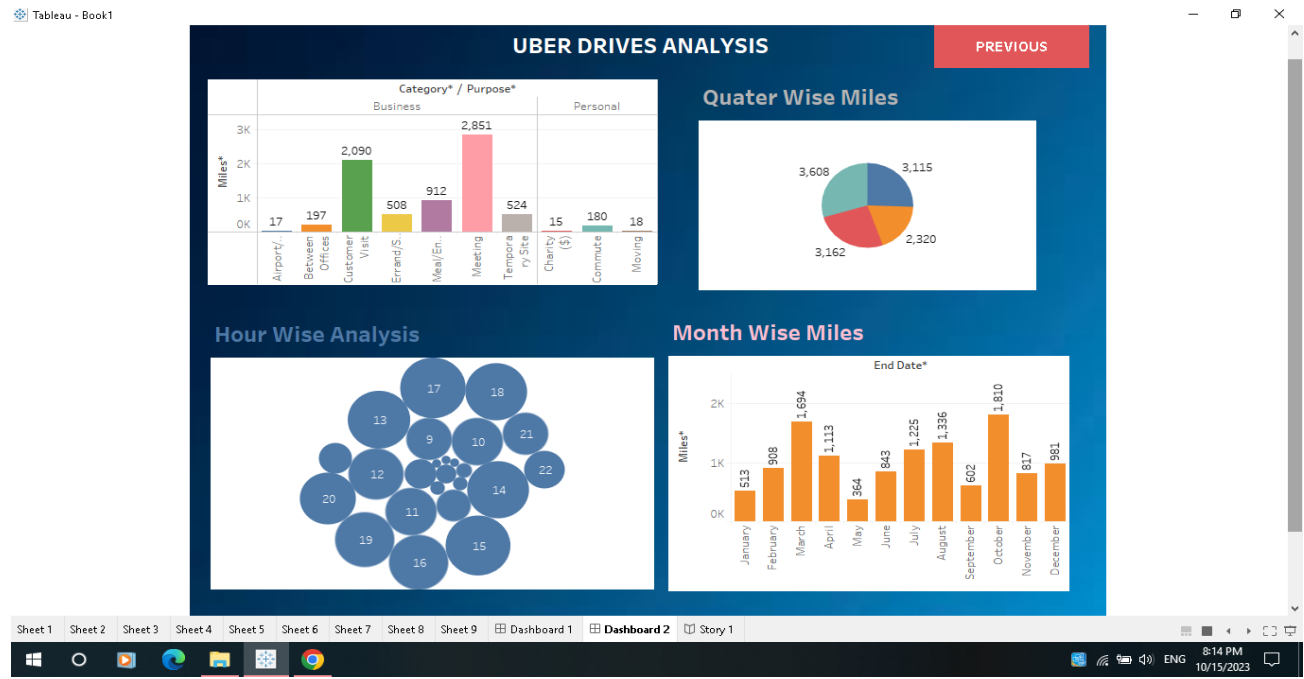 Tableau - Book1
UBER DRIVES ANALYSIS
PREVIOUS
Category* / Purpose*
Business
Personal
Miles*
3K
2K
1K
0K
17
197
2,090
508
912
2,851
524
15
180
18
Airport/..
Between
Offices
Customer
Visit
Errand/S..
Meal/En..
Meeting
Tempora
ry Site
Charity
($)
Commute
Moving
Quater Wise Miles
3,608
3,115
2,320
3,162
Hour Wise Analysis
17
18
13
9
10
21
12
22
20
14
11
19
15
16
Month Wise Miles
End Date*
Miles*
2K
1K
0K
513
908
1,694
1,113
364
843
1,225
1,336
602
1,810
817
981
January
February
March
April
May
June
July
August
September
October
November
December
Sheet 1
Sheet 2
Sheet 3
Sheet 4
Sheet 5
Sheet 6
Sheet 7
Sheet 8
Sheet 9
Dashboard 1
Dashboard 2
Story 1
ENG
8:14 PM
10/15/2023